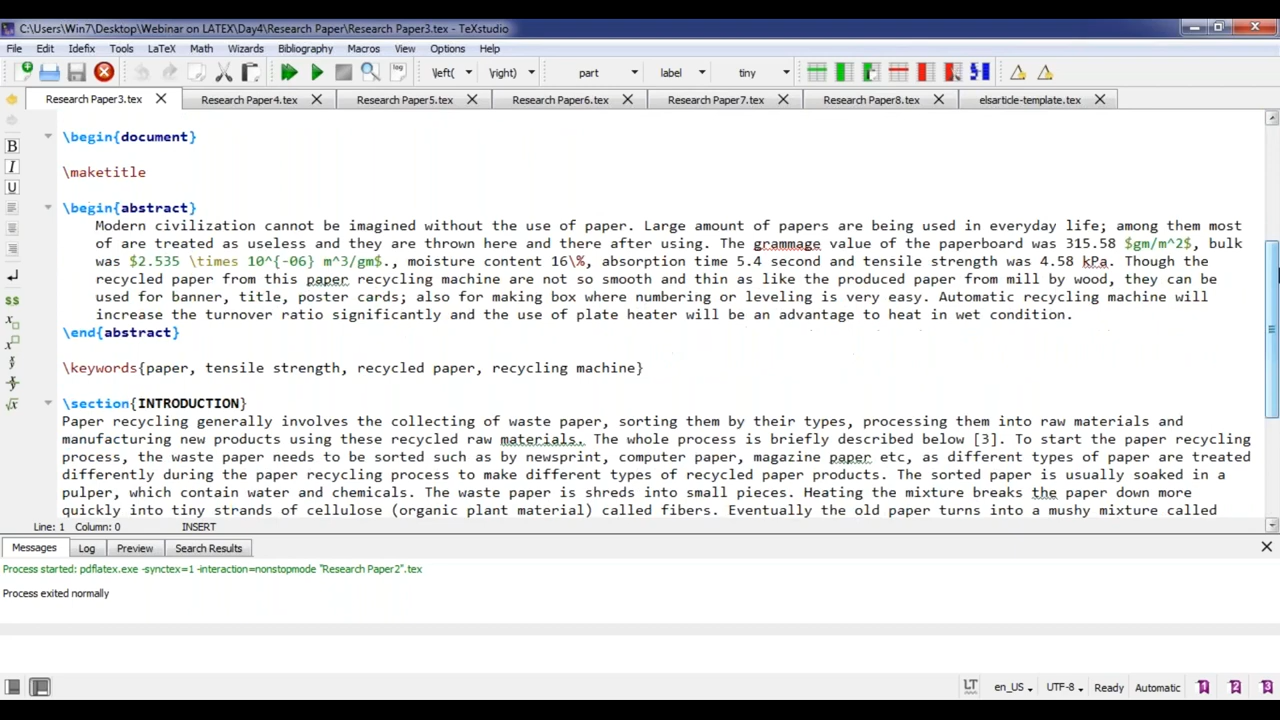 C:\Users\Win7\Desktop\Webinar on LATEX\Day4\Research Paper\Research Paper3.tex - TeXstudio
File Edit Idefix Tools LaTeX Math Wizards Bibliography Macros View Options Help
\left( \right) part label tiny
Research Paper3.tex Research Paper4.tex Research Paper5.tex Research Paper6.tex Research Paper7.tex Research Paper8.tex elsarticle-template.tex
\begin{document}
\maketitle
\begin{abstract}
Modern civilization cannot be imagined without the use of paper. Large amount of papers are being used in everyday life; among them most
of are treated as useless and they are thrown here and there after using. The grammage value of the paperboard was 315.58 $gm/m^2$, bulk
was $2.535 \times 10^{-06} m^3/gm$., moisture content 16\%, absorption time 5.4 second and tensile strength was 4.58 kPa. Though the
recycled paper from this paper recycling machine are not so smooth and thin as like the produced paper from mill by wood, they can be
used for banner, title, poster cards; also for making box where numbering or leveling is very easy. Automatic recycling machine will
increase the turnover ratio significantly and the use of plate heater will be an advantage to heat in wet condition.
\end{abstract}
\keywords{paper, tensile strength, recycled paper, recycling machine}
\section{INTRODUCTION}
Paper recycling generally involves the collecting of waste paper, sorting them by their types, processing them into raw materials and
manufacturing new products using these recycled raw materials. The whole process is briefly described below [3]. To start the paper recycling
process, the waste paper needs to be sorted such as by newsprint, computer paper, magazine paper etc, as different types of paper are treated
differently during the paper recycling process to make different types of recycled paper products. The sorted paper is usually soaked in a
pulper, which contain water and chemicals. The waste paper is shreds into small pieces. Heating the mixture breaks the paper down more
quickly into tiny strands of cellulose (organic plant material) called fibers. Eventually the old paper turns into a mushy mixture called
Line: 1 Column: 0 INSERT
Messages Log Preview Search Results
Process started: pdflatex.exe -synctex=1 -interaction=nonstopmode "Research Paper2".tex
Process exited normally
LT en_US UTF-8 Ready Automatic 1 2 3